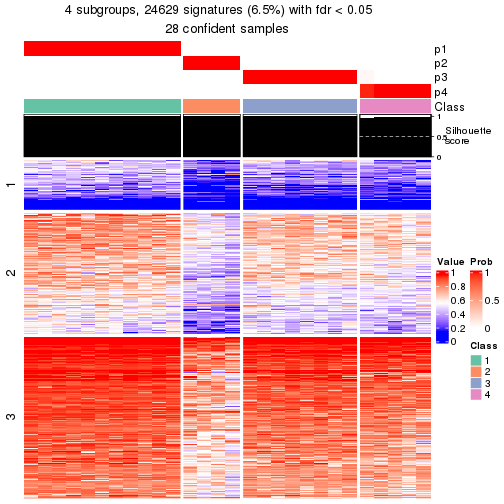 4 subgroups, 24629 signatures (6.5%) with fdr < 0.05
28 confident samples
p1
p2
p3
p4
Class
1
0.5
0
Silhouette
score
1
2
3
Value
1
0.8
0.6
0.4
0.2
0
Prob
1
0.5
0
Class
1
2
3
4